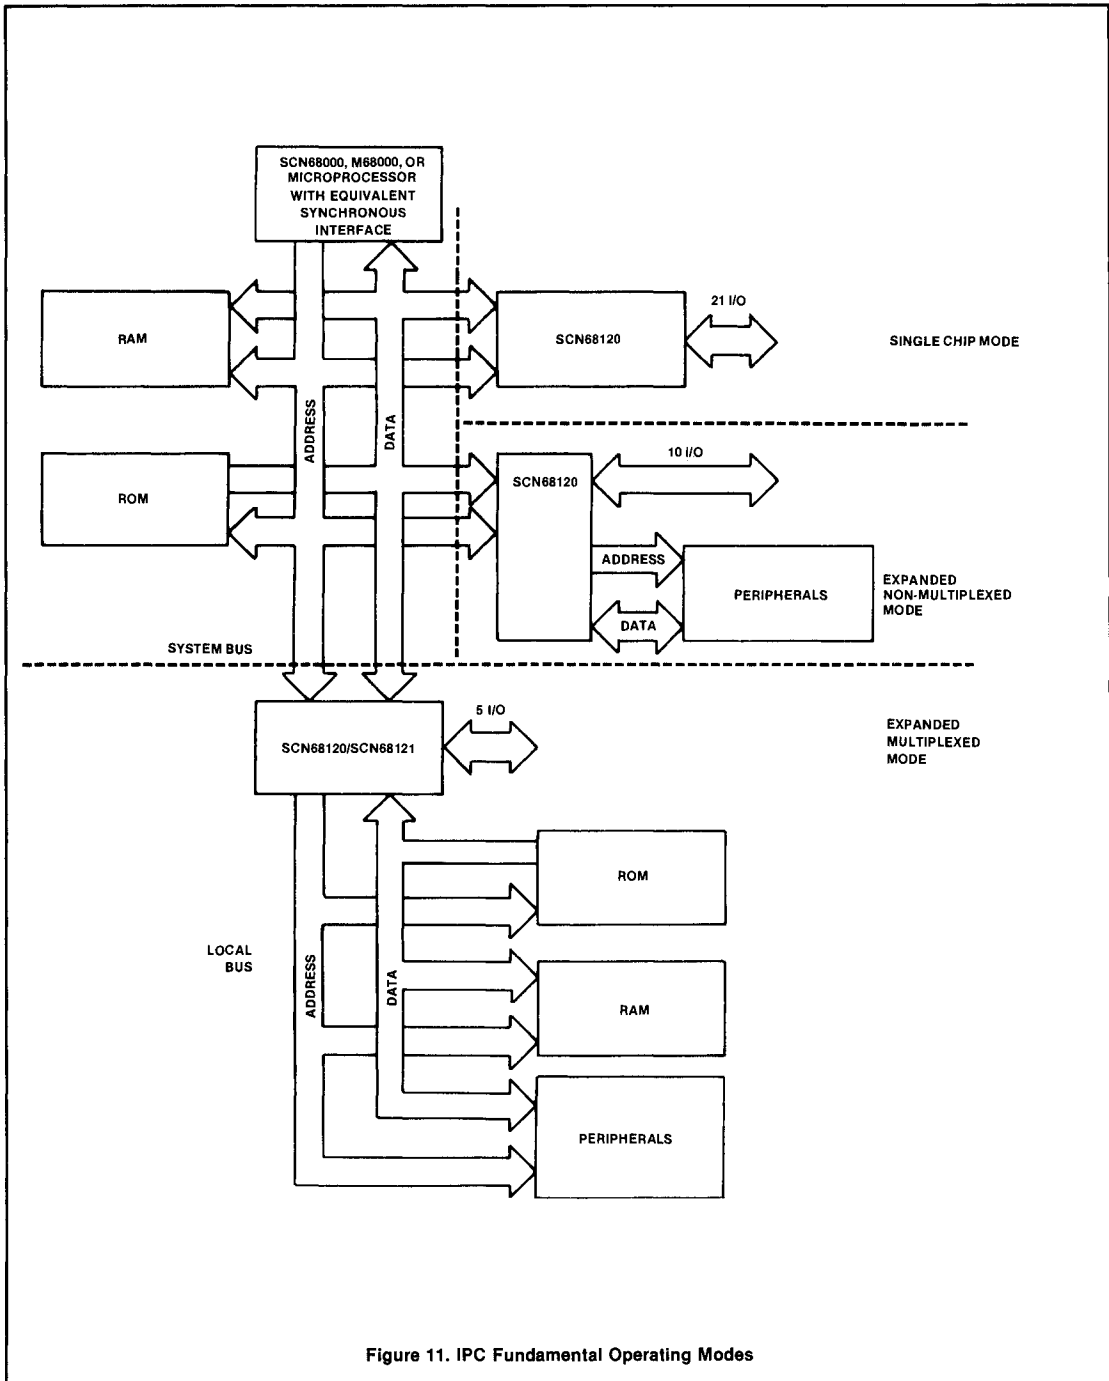 SCN68000, M68000, OR
MICROPROCESSOR
WITH EQUIVALENT
SYNCHRONOUS
INTERFACE
RAM
SCN68120
21 I/O
SINGLE CHIP MODE
ADDRESS
DATA
ROM
SCN68120
10 I/O
ADDRESS
DATA
PERIPHERALS
EXPANDED
NON-MULTIPLEXED
MODE
SYSTEM BUS
SCN68120/SCN68121
5 I/O
EXPANDED
MULTIPLEXED
MODE
ROM
LOCAL
BUS
ADDRESS
DATA
RAM
PERIPHERALS
Figure 11. IPC Fundamental Operating Modes